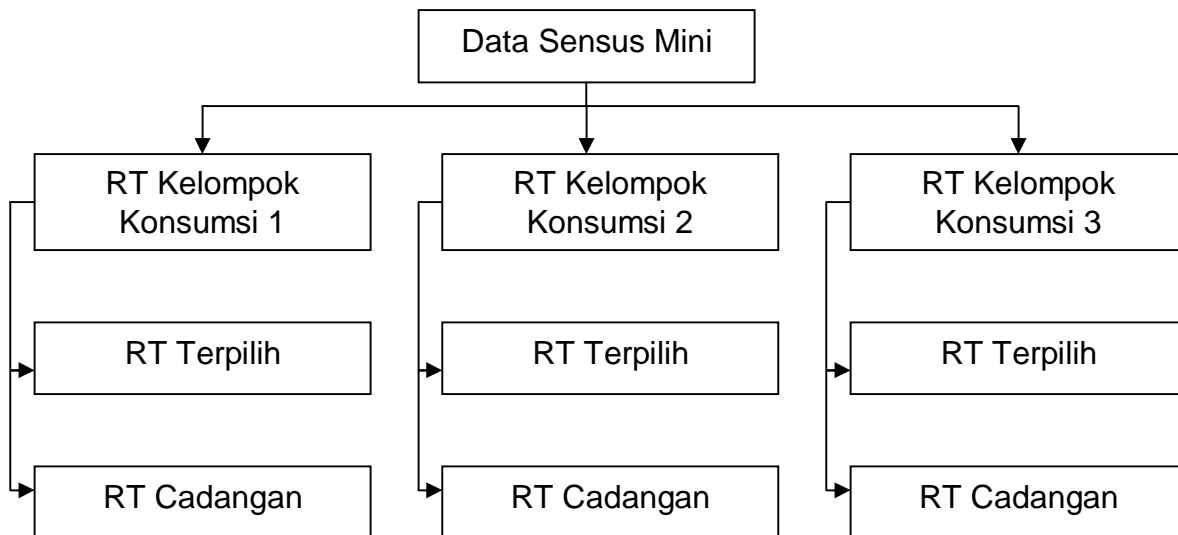 Data Sensus Mini
RT Kelompok
Konsumsi 1
RT Kelompok
Konsumsi 2
RT Kelompok
Konsumsi 3
RT Terpilih
RT Terpilih
RT Terpilih
RT Cadangan
RT Cadangan
RT Cadangan